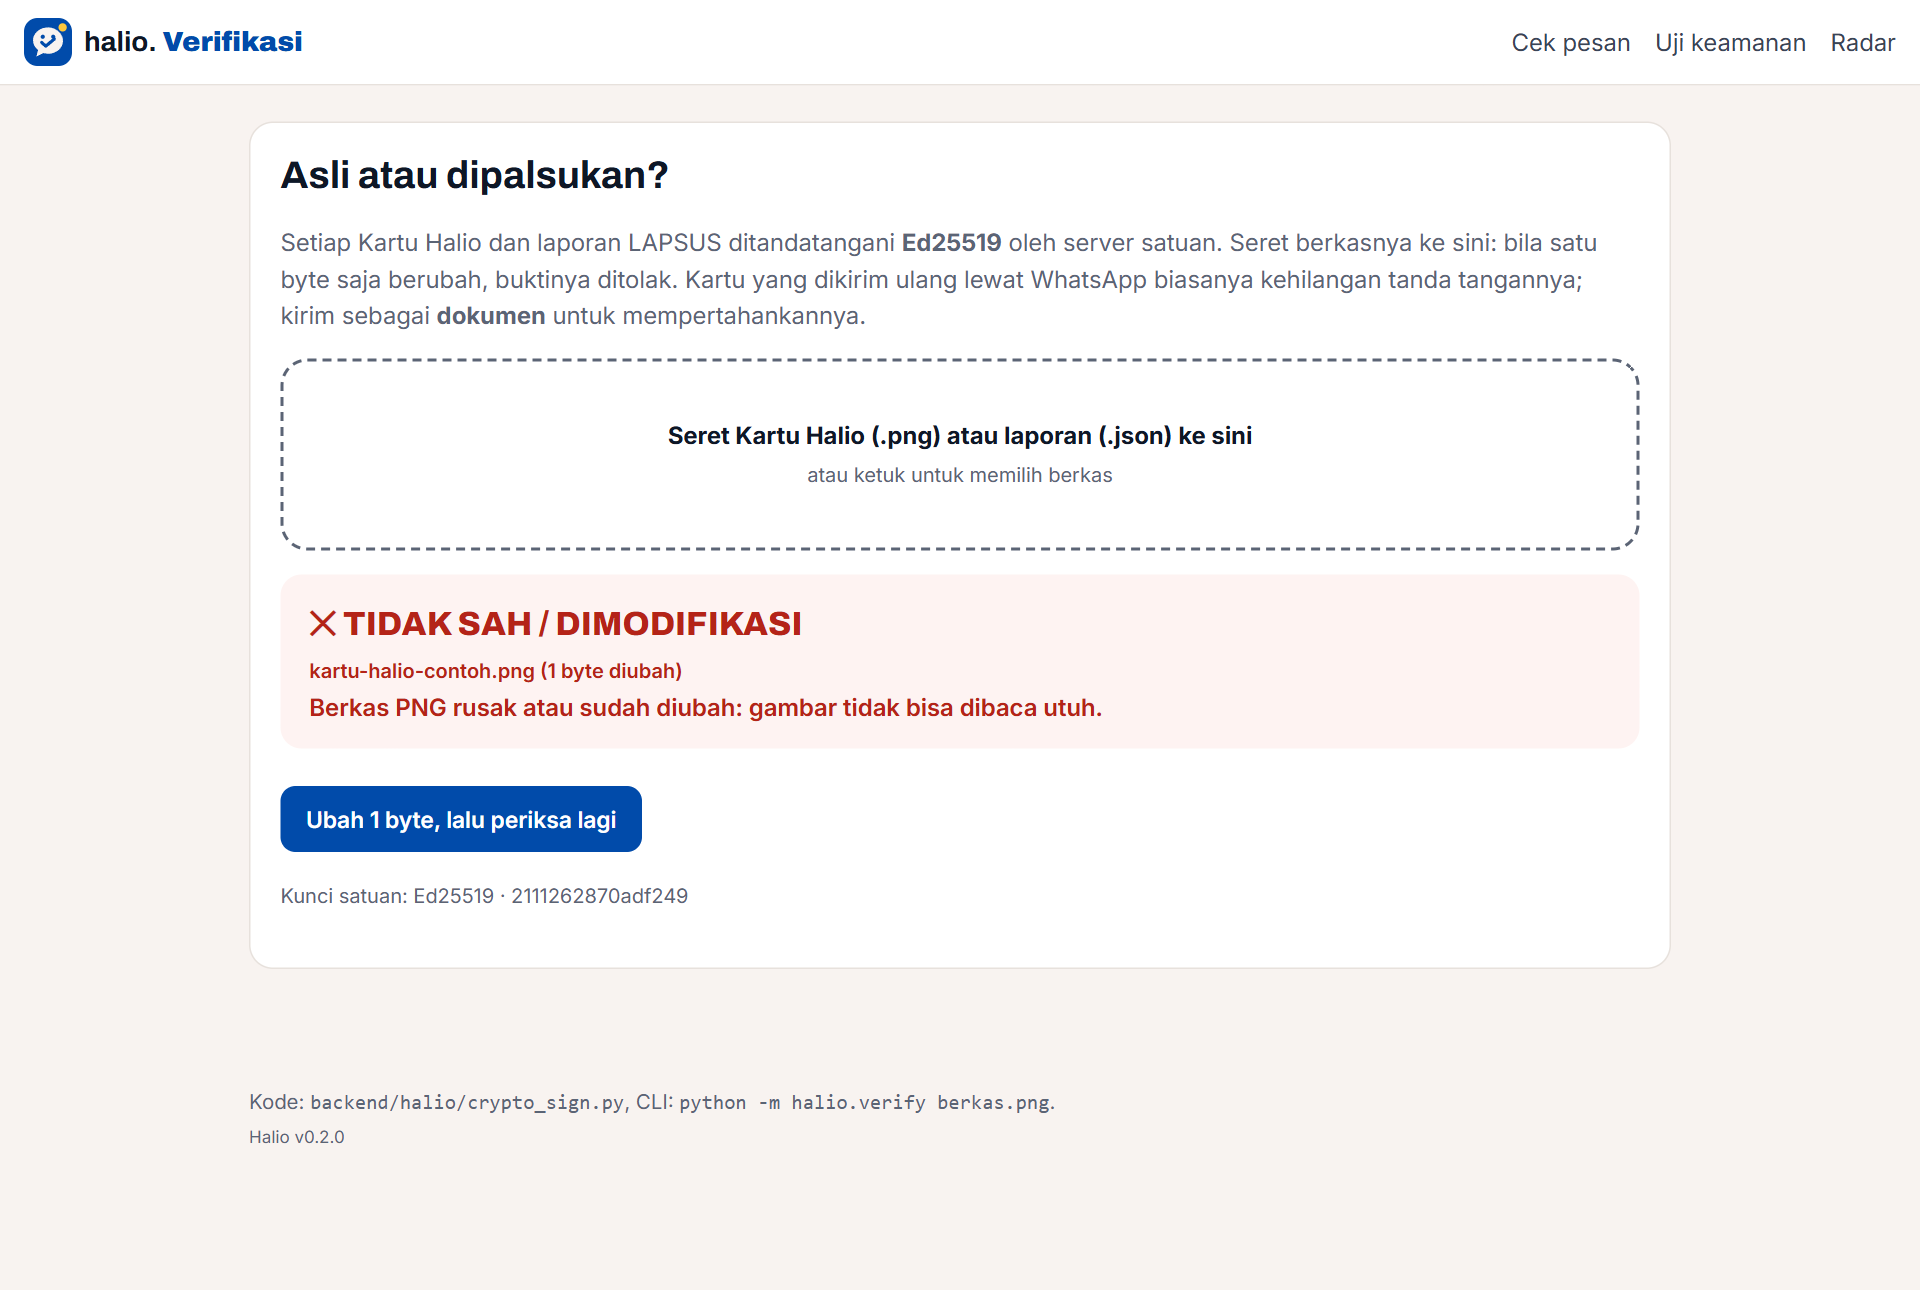 halio. Verifikasi
Cek pesan Uji keamanan Radar
Asli atau dipalsukan?
Setiap Kartu Halio dan laporan LAPSUS ditandatangani Ed25519 oleh server satuan. Seret berkasnya ke sini: bila satu
byte saja berubah, buktinya ditolak. Kartu yang dikirim ulang lewat WhatsApp biasanya kehilangan tanda tangannya;
kirim sebagai dokumen untuk mempertahankannya.
Seret Kartu Halio (.png) atau laporan (.json) ke sini
atau ketuk untuk memilih berkas
TIDAK SAH / DIMODIFIKASI
kartu-halio-contoh.png (1 byte diubah)
Berkas PNG rusak atau sudah diubah: gambar tidak bisa dibaca utuh.
Ubah 1 byte, lalu periksa lagi
Kunci satuan: Ed25519 · 2111262870adf249
Kode: backend/halio/crypto_sign.py, CLI: python -m halio.verify berkas.png.
Halio v0.2.0